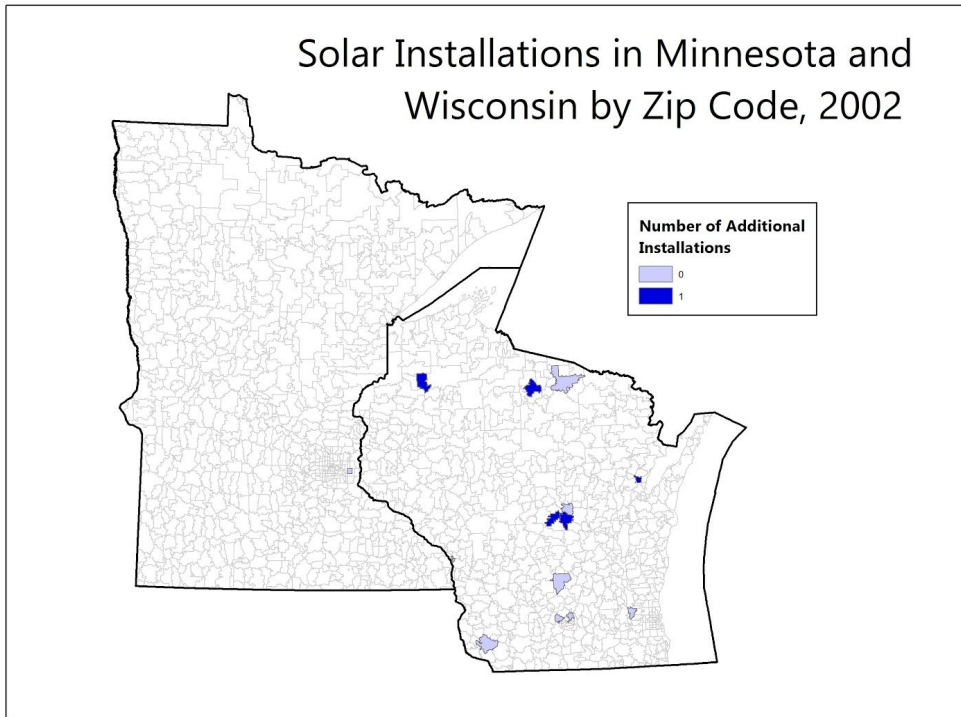 Solar Installations in Minnesota and
Wisconsin by Zip Code, 2002
Number of Additional
Installations
0
1